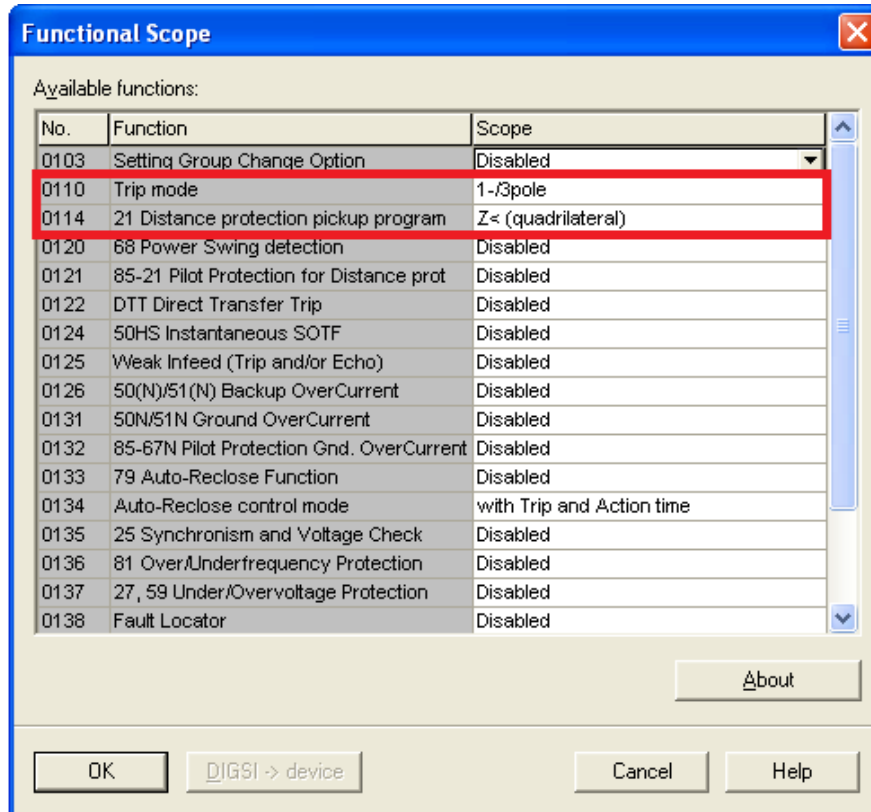 Functional Scope
Available functions:
No. Function Scope
0103 Setting Group Change Option Disabled
0110 Trip mode 1-/3pole
0114 21 Distance protection pickup program Z< (quadrilateral)
0120 68 Power Swing detection Disabled
0121 85-21 Pilot Protection for Distance prot Disabled
0122 DTT Direct Transfer Trip Disabled
0124 50HS Instantaneous SOTF Disabled
0125 Weak Infeed (Trip and/or Echo) Disabled
0126 50(N)/51(N) Backup OverCurrent Disabled
0131 50N/51N Ground OverCurrent Disabled
0132 85-67N Pilot Protection Gnd. OverCurrent Disabled
0133 79 Auto-Reclose Function Disabled
0134 Auto-Reclose control mode with Trip and Action time
0135 25 Synchronism and Voltage Check Disabled
0136 81 Over/Underfrequency Protection Disabled
0137 27, 59 Under/Overvoltage Protection Disabled
0138 Fault Locator Disabled
About
OK DIGSI -> device Cancel Help